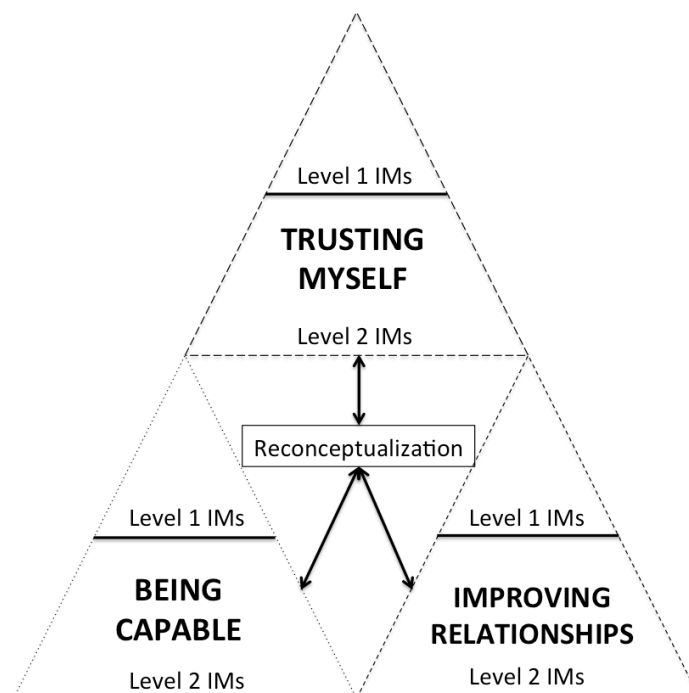 Level 1 IMs
TRUSTING
MYSELF
Level 2 IMs
Reconceptualization
Level 1 IMs
BEING
CAPABLE
Level 2 IMs
Level 1 IMs
IMPROVING
RELATIONSHIPS
Level 2 IMs